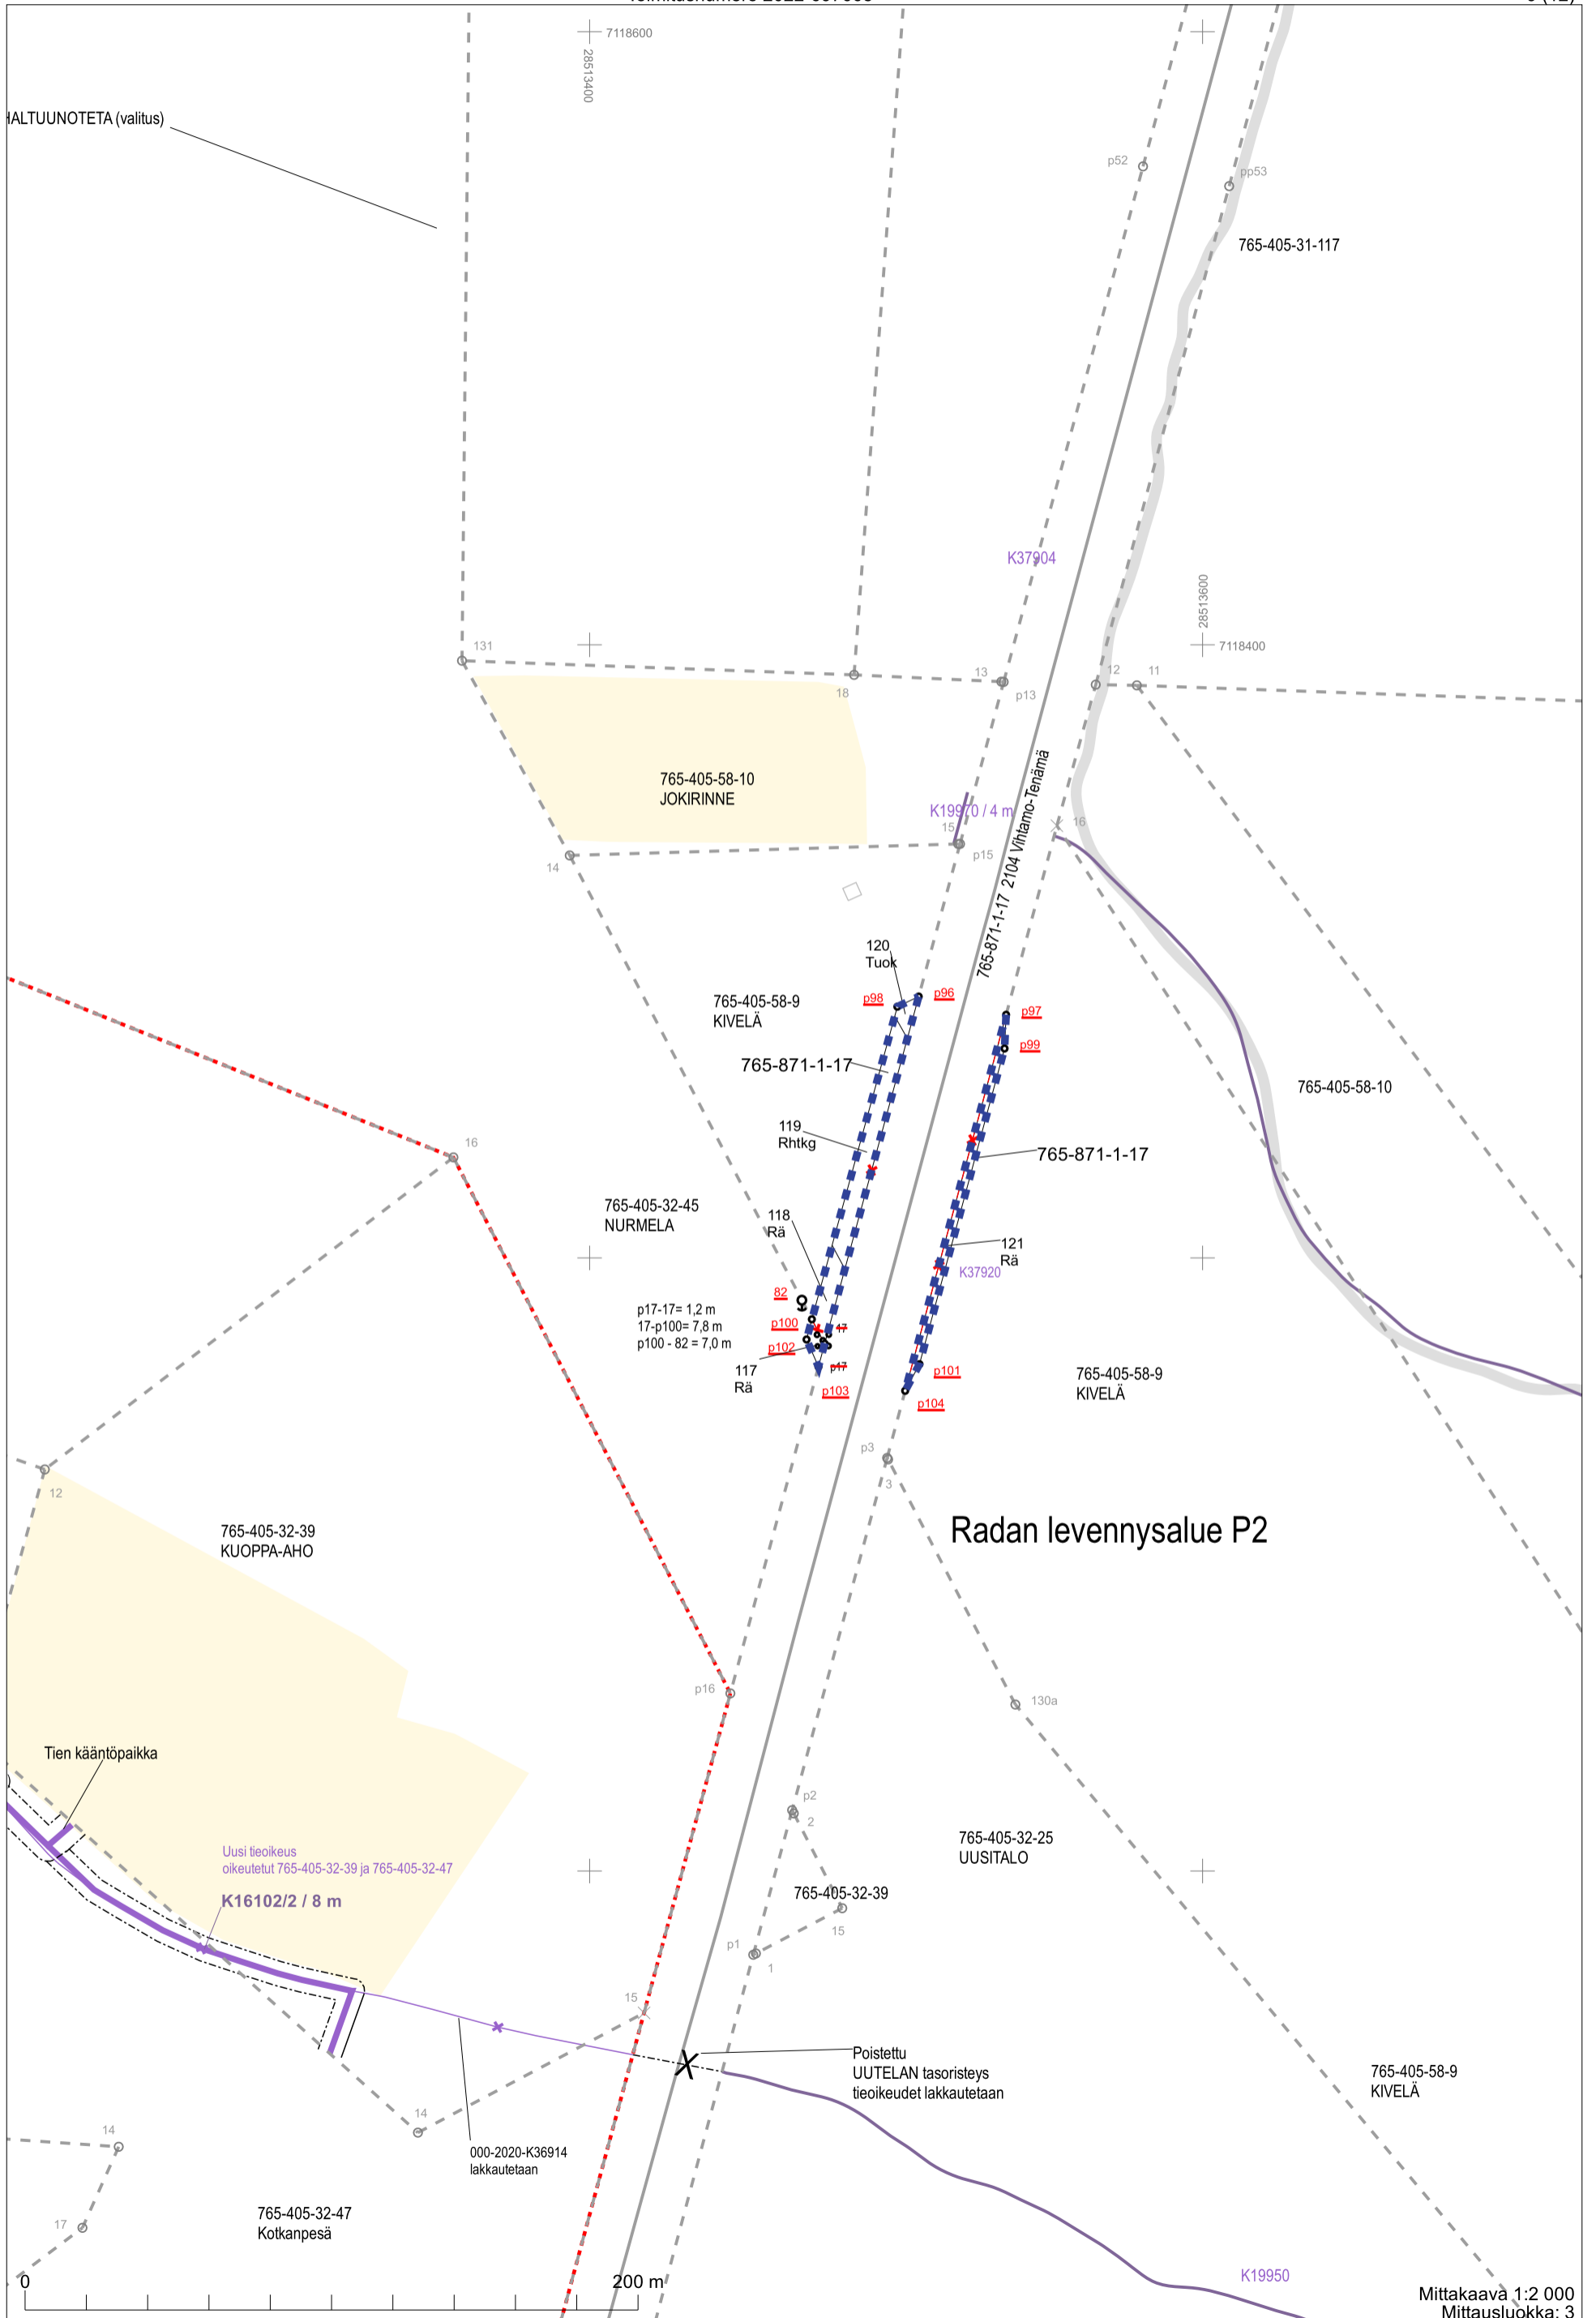 7118600
28513400
HALTUUNOTETA (valitus)
p52
pp53
765-405-31-117
K37904
28513600
7118400
131
18
13
p13
12
11
765-405-58-10
JOKIRINNE
K19970 / 4 m
15
p15
16
14
765-871-1-17 2104 Vihtamo-Tenämä
120
Tuok
p98
p96
765-405-58-9
KIVELÄ
p97
p99
765-871-1-17
765-405-58-10
119
Rhtkg
16
765-871-1-17
765-405-32-45
NURMELA
118
Rä
121
Rä
K37920
82
p17-17= 1,2 m
17-p100= 7,8 m
p100 - 82 = 7,0 m
p100
17
p102
p17
117
Rä
p103
p101
p104
765-405-58-9
KIVELÄ
p3
3
12
Radan levennysalue P2
765-405-32-39
KUOPPA-AHO
p16
130a
Tien kääntöpaikka
p2
2
765-405-32-25
UUSITALO
Uusi tieoikeus
oikeutetut 765-405-32-39 ja 765-405-32-47
K16102/2 / 8 m
765-405-32-39
15
p1
1
15
Poistettu
UUTELAN tasoristeys
tieoikeudet lakkautetaan
765-405-58-9
KIVELÄ
14
14
000-2020-K36914
lakkautetaan
17
765-405-32-47
Kotkanpesä
K19950
0
200 m
Mittakaava 1:2 000
Mittausluokka: 3